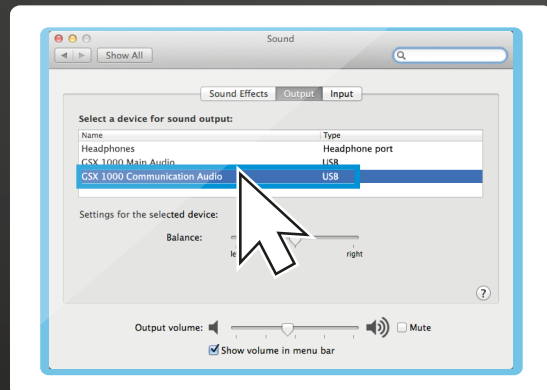 Sound
Show All
Sound Effects Output Input
Select a device for sound output:
Name Type
Headphones Headphone port
GSX 1000 Main Audio USB
GSX 1000 Communication Audio USB
Settings for the selected device:
Balance:
right
?
Output volume: Mute
Show volume in menu bar